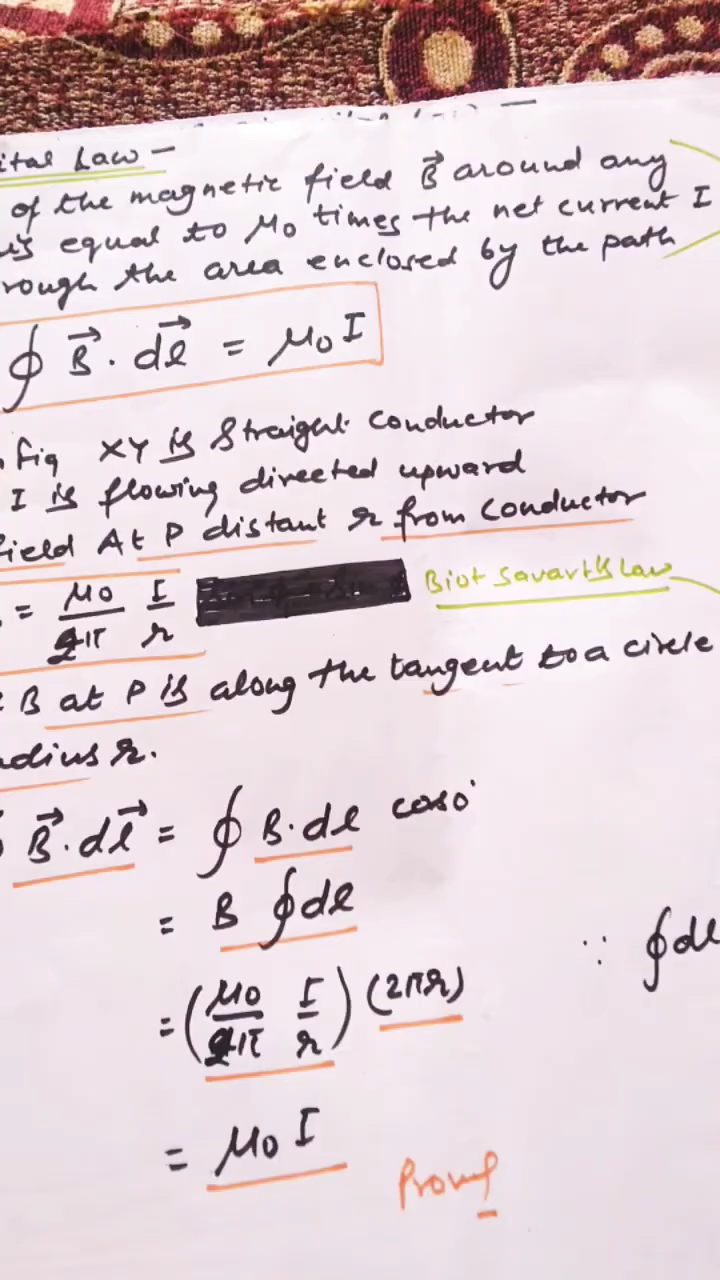 ital Law -
of the magnetic field B⃗ around any
is equal to μ0 times the net current I
rough the area enclosed by the path
∮ B⃗ . dl⃗ = μ0 I
Fig XY is Straight Conductor
I is flowing directed upward
field At P distant r from Conductor
= μ0/2π I/r Biot Savart's Law
B at P is along the tangent to a circle
adius r.
B⃗ . dl⃗ = ∮ B. dl cos0°
= B ∮dl
∵ ∮dl
= (μ0/2π I/r) (2πr)
= μ0 I
Proved